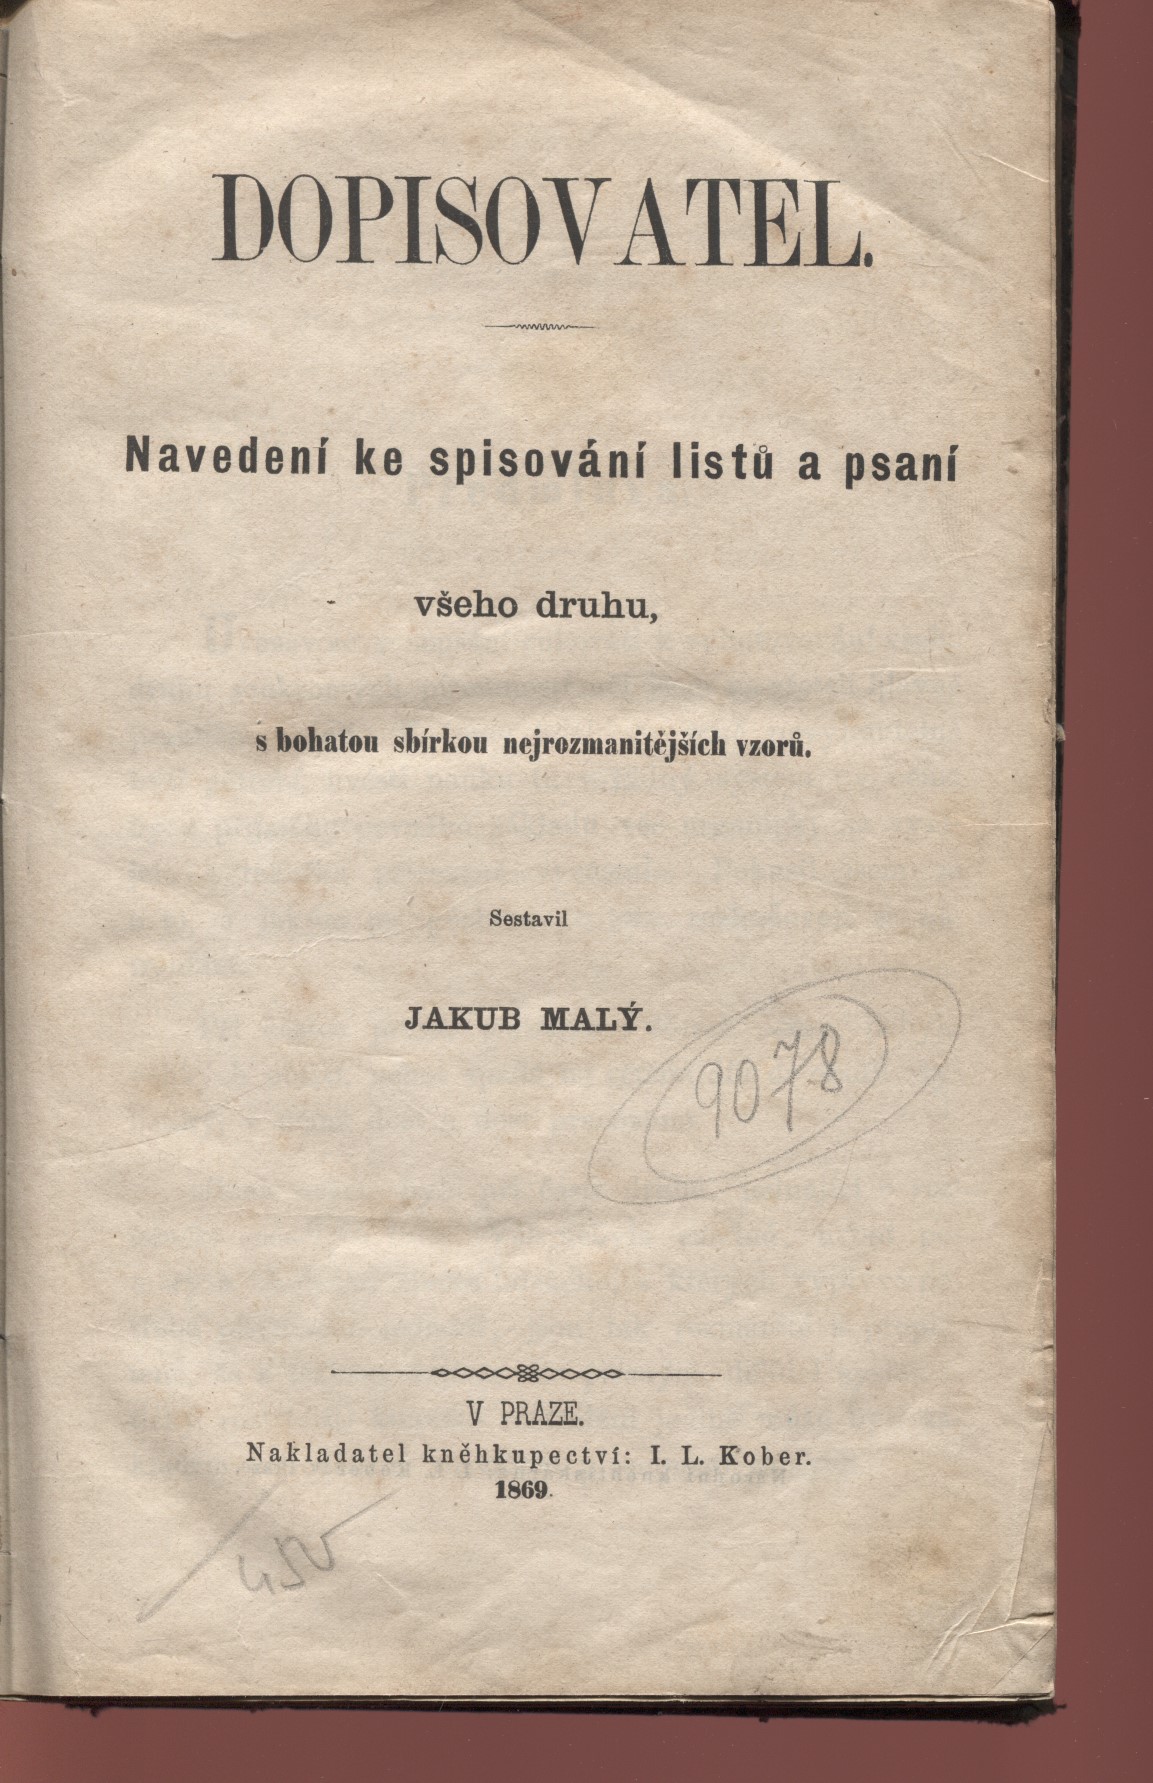 DOPISOVATEL.
Navedení ke spisování listů a psaní
všeho druhu,
s bohatou sbírkou nejrozmanitějších vzorů.
Sestavil
JAKUB MALÝ.
9078
V PRAZE.
Nakladatel kněhkupectví: I. L. Kober.
1869.